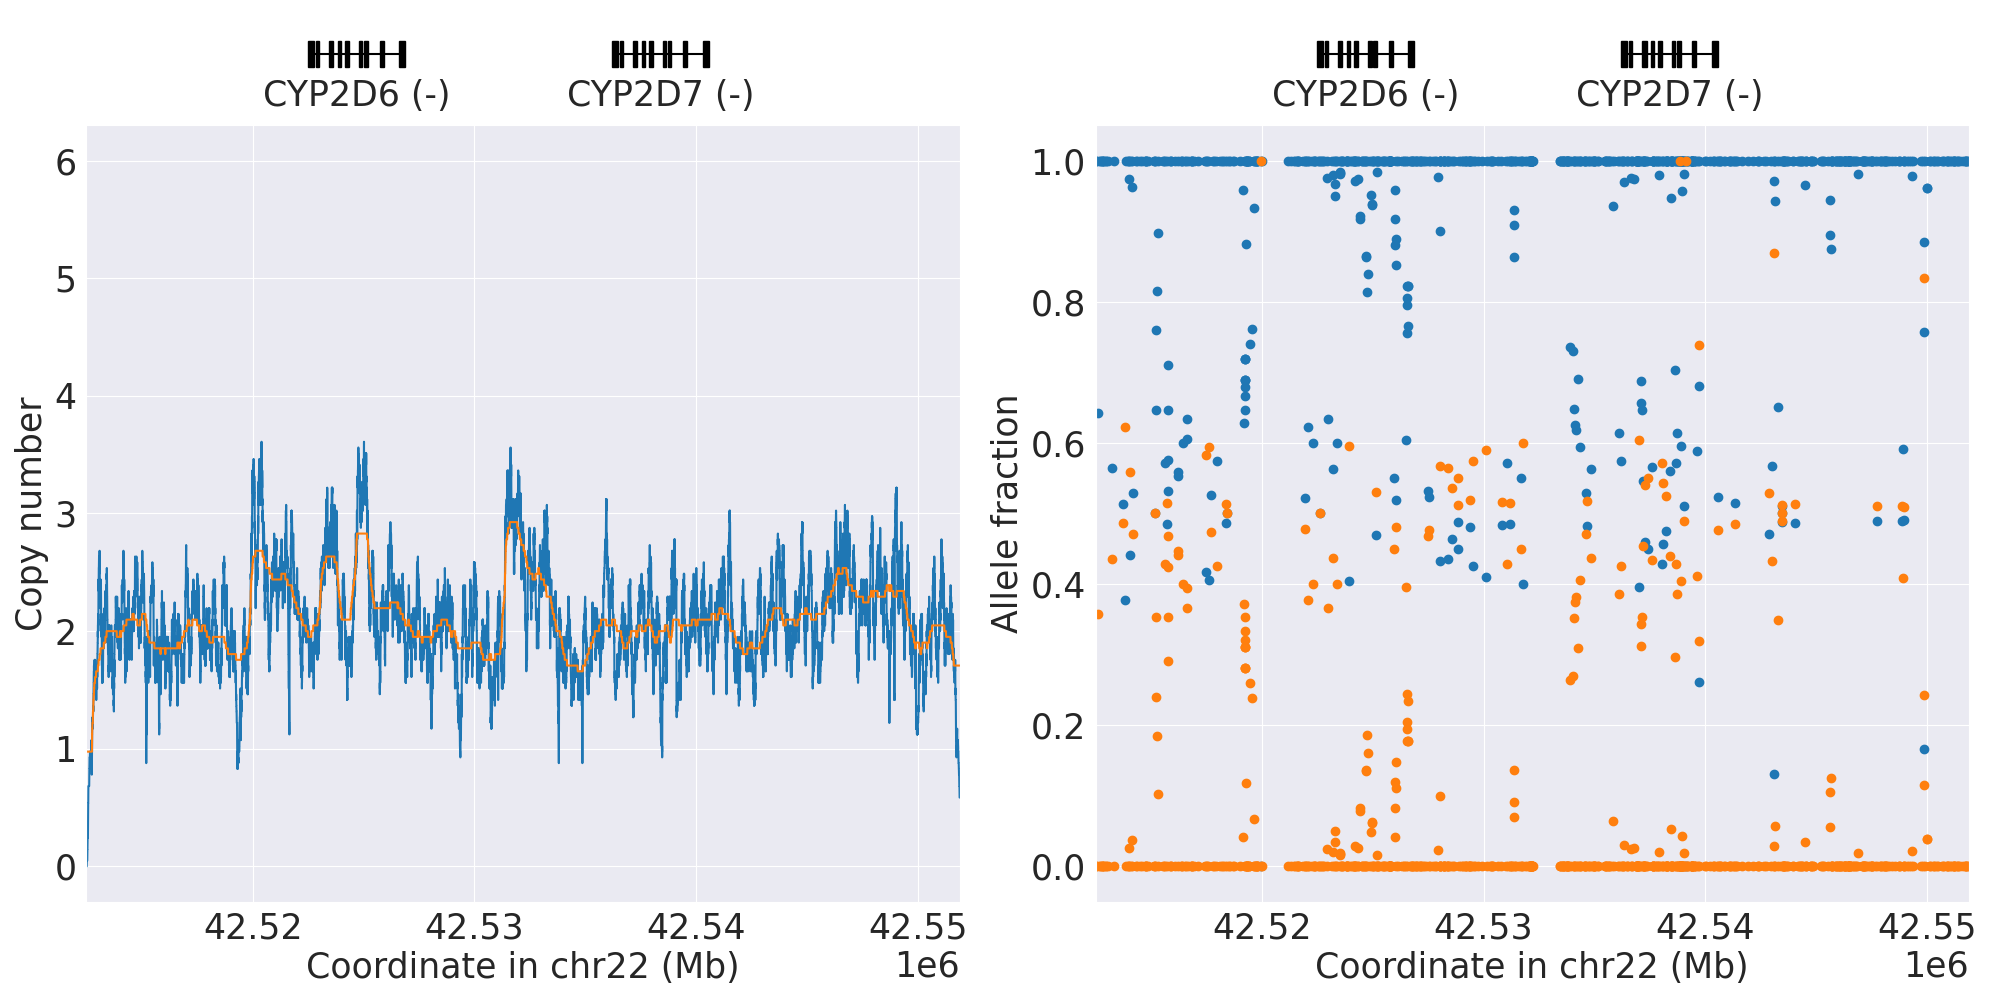 CYP2D6 (-)
CYP2D7 (-)
6
5
4
3
2
1
0
Copy number
42.52
42.53
42.54
42.55
Coordinate in chr22 (Mb)
1e6
CYP2D6 (-)
CYP2D7 (-)
1.0
0.8
0.6
0.4
0.2
0.0
Allele fraction
42.52
42.53
42.54
42.55
Coordinate in chr22 (Mb)
1e6